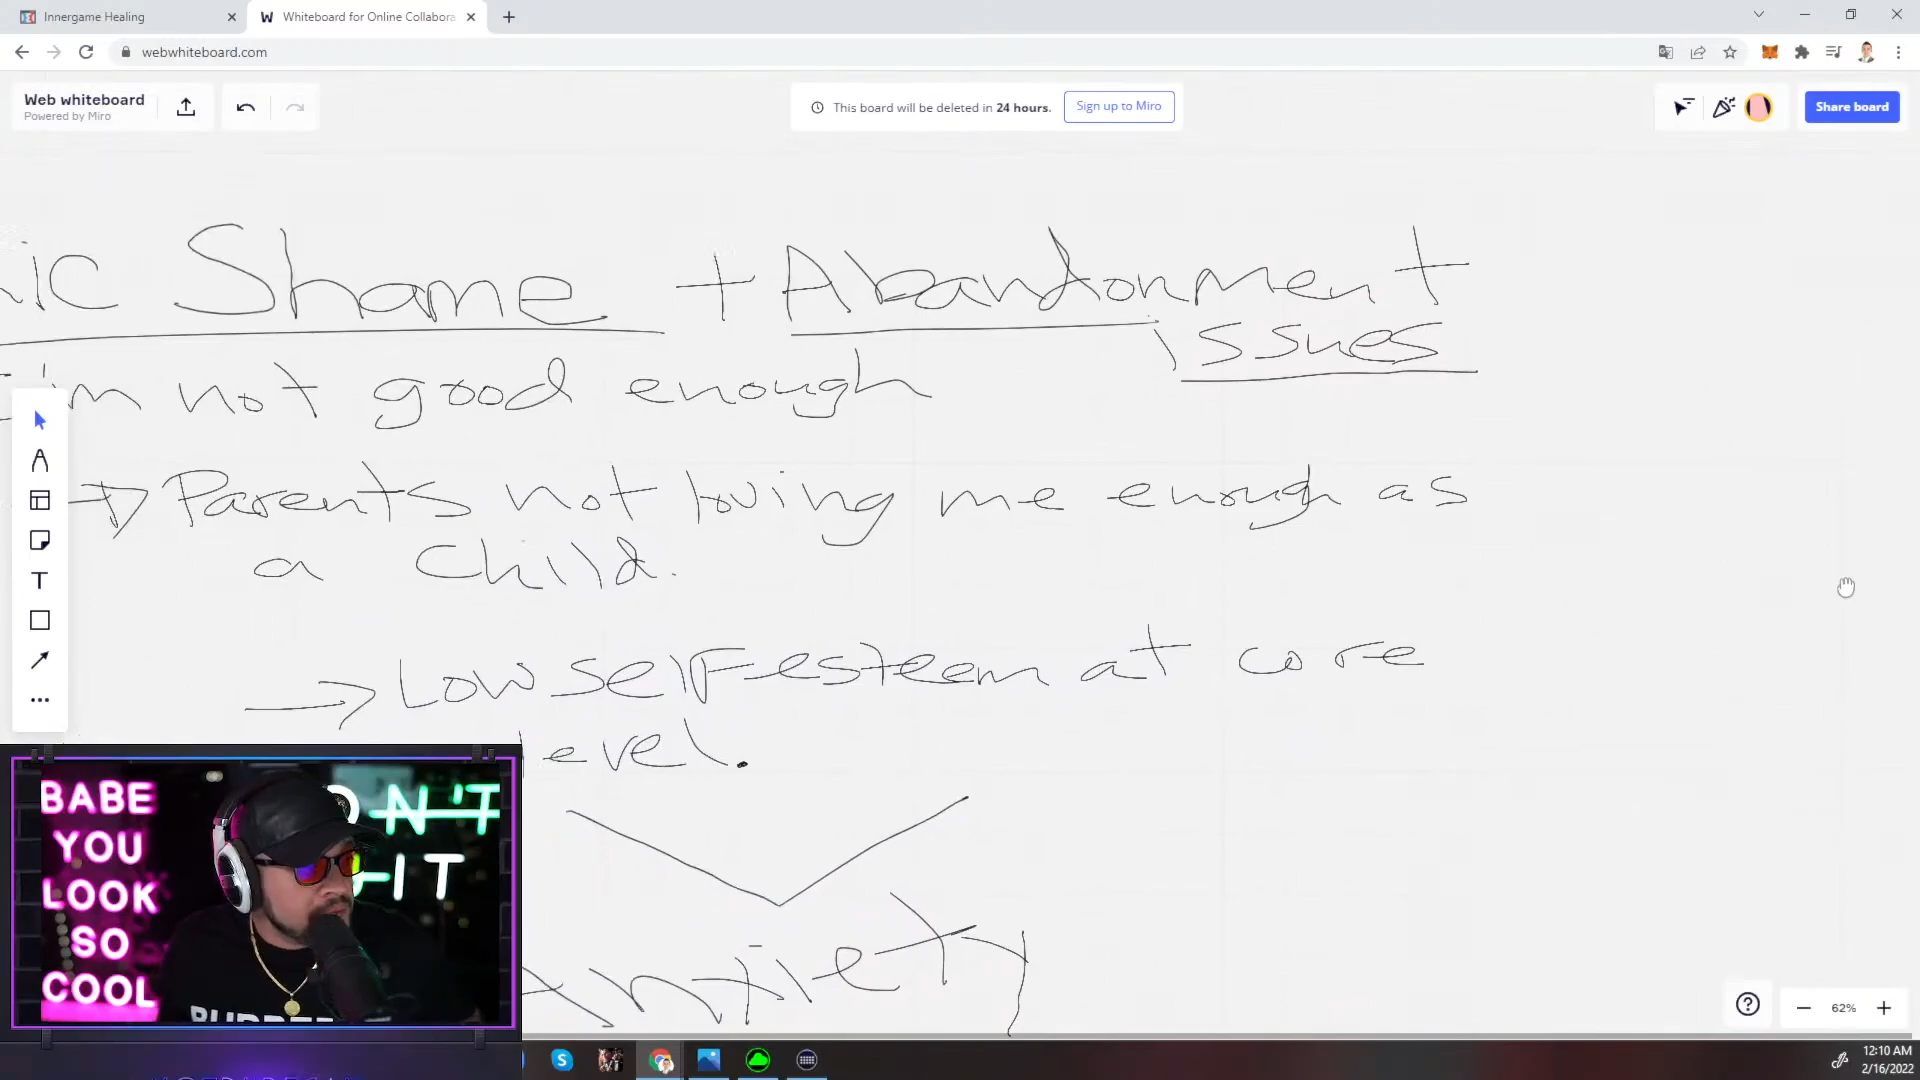 Innergame Healing
W Whiteboard for Online Collabora
webwhiteboard.com
Web whiteboard
Powered by Miro
This board will be deleted in 24 hours.
Sign up to Miro
Share board
nic Shame + Abandonment
issues
I'm not good enough
Parents not loving me enough as
a child.
Low self-esteem at core
level.
Anxiety
T
BABE
YOU
LOOK
SO
COOL
N'T
IT
62%
12:10 AM
2/16/2022